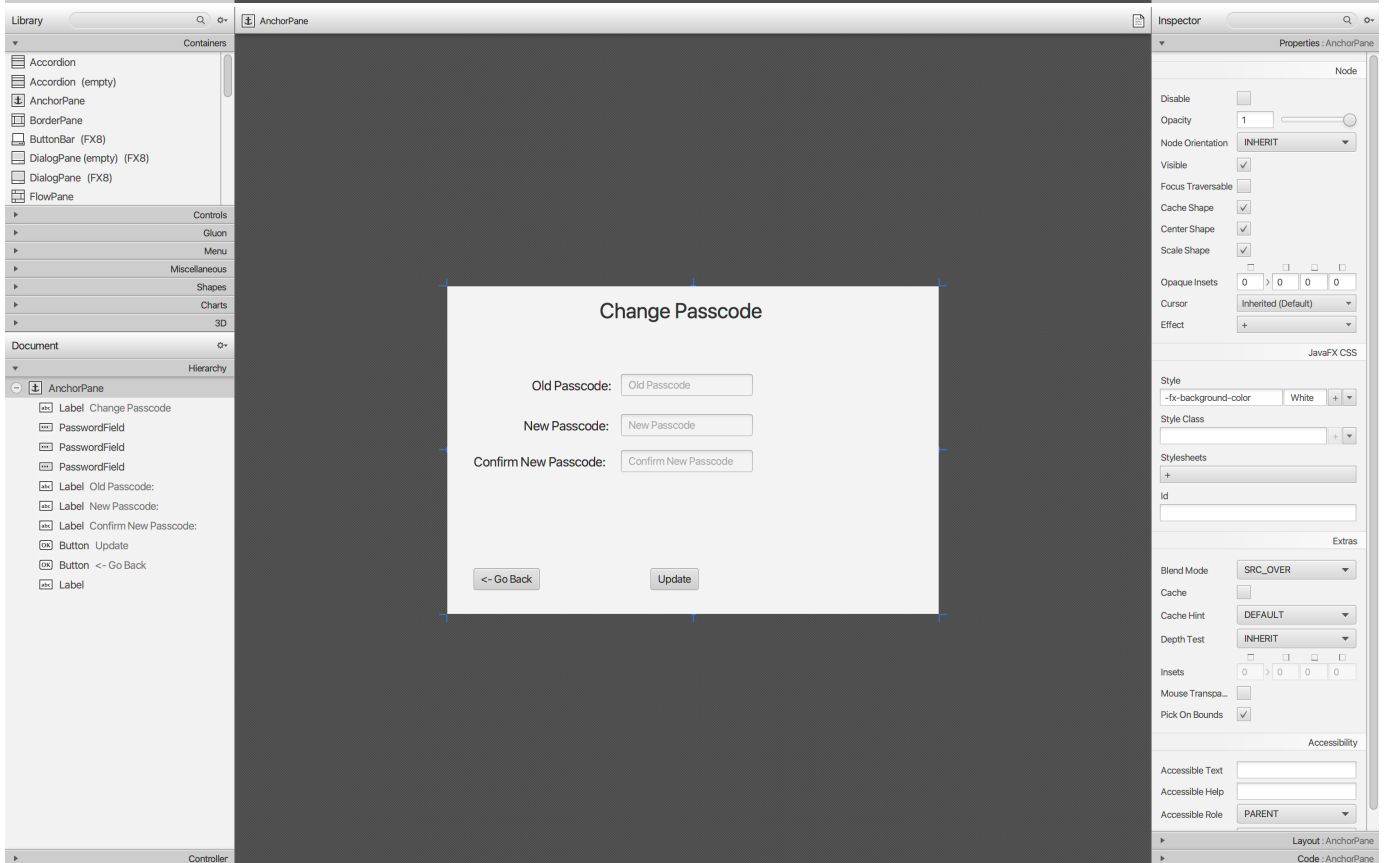 Library
Containers
Accordion
Accordion (empty)
AnchorPane
BorderPane
ButtonBar (FX8)
DialogPane (empty) (FX8)
DialogPane (FX8)
FlowPane
Controls
Gluon
Menu
Miscellaneous
Shapes
Charts
3D
Document
Hierarchy
AnchorPane
abc Label Change Passcode
PasswordField
PasswordField
PasswordField
abc Label Old Passcode:
abc Label New Passcode:
abc Label Confirm New Passcode:
OK Button Update
OK Button <- Go Back
abc Label
Controller
AnchorPane
Change Passcode
Old Passcode: Old Passcode
New Passcode: New Passcode
Confirm New Passcode: Confirm New Passcode
<- Go Back Update
Inspector
Properties : AnchorPane
Node
Disable
Opacity 1
Node Orientation INHERIT
Visible
Focus Traversable
Cache Shape
Center Shape
Scale Shape
Opaque Insets 0 0 0 0
Cursor Inherited (Default)
Effect +
JavaFX CSS
Style
-fx-background-color White +
Style Class
+
Stylesheets
+
Id
Extras
Blend Mode SRC_OVER
Cache
Cache Hint DEFAULT
Depth Test INHERIT
Insets 0 0 0 0
Mouse Transpa...
Pick On Bounds
Accessibility
Accessible Text
Accessible Help
Accessible Role PARENT
Layout : AnchorPane
Code : AnchorPane